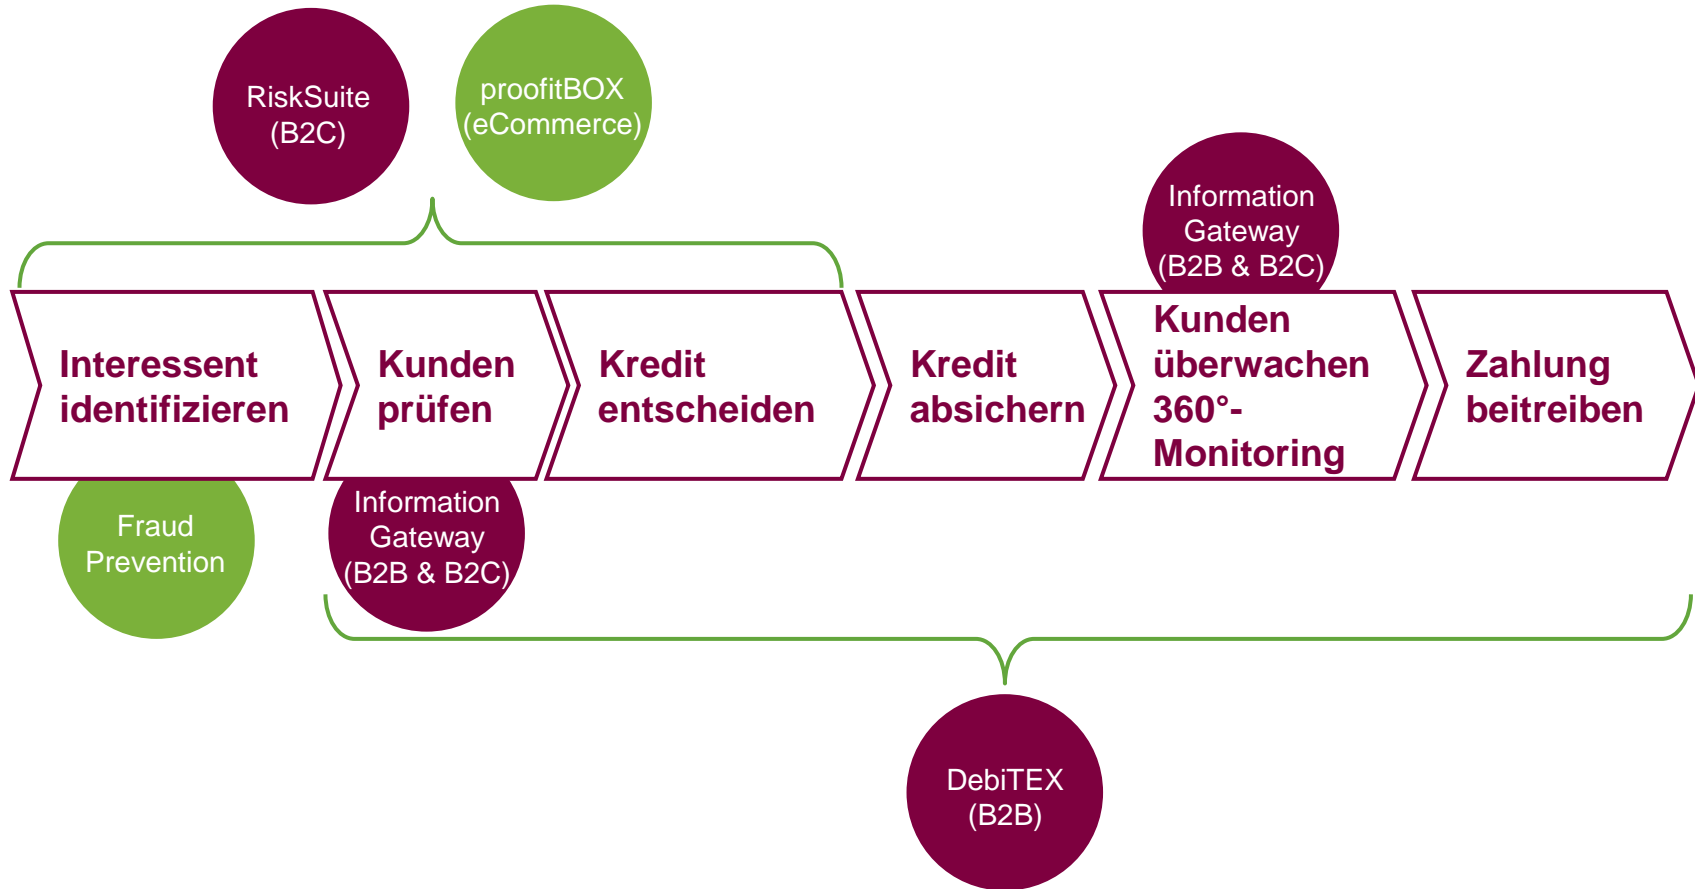 RiskSuite
(B2C)
proofitBOX
(eCommerce)
Information
Gateway
(B2B & B2C)
Interessent
identifizieren
Kunden
prüfen
Kredit
entscheiden
Kredit
absichern
Kunden
überwachen
360°-
Monitoring
Zahlung
beitreiben
Fraud
Prevention
Information
Gateway
(B2B & B2C)
DebiTEX
(B2B)